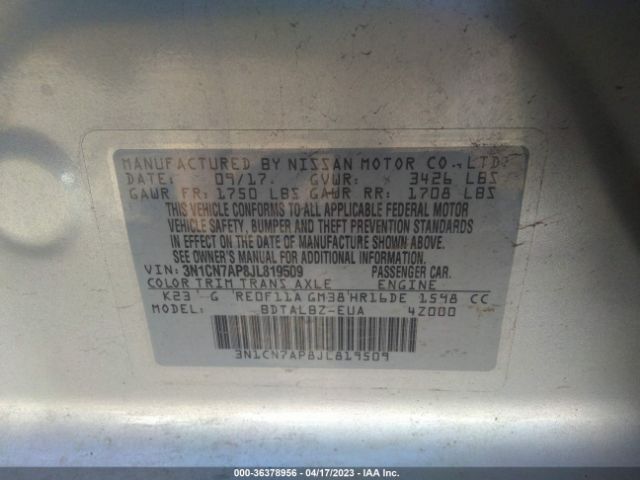 MANUFACTURED BY NISSAN MOTOR CO., LTD.
DATE: 09/17. GVWR: 3426 LBS
GAWR FR: 1750 LBS GAWR RR: 1708 LBS
THIS VEHICLE CONFORMS TO ALL APPLICABLE FEDERAL MOTOR
VEHICLE SAFETY, BUMPER AND THEFT PREVENTION STANDARDS
IN EFFECT ON THE DATE OF MANUFACTURE SHOWN ABOVE.
SEE OWNER'S MANUAL FOR ADDITIONAL INFORMATION.
VIN: 3N1CN7AP8JL819509 PASSENGER CAR.
COLOR TRIM TRANS AXLE ENGINE
K23 G RE0F11A GM38 HR16DE 1598 CC
MODEL: BDTALBZ-EUA 4Z000
3N1CN7AP8JL819509
000-36378956 - 04/17/2023 - IAA Inc.